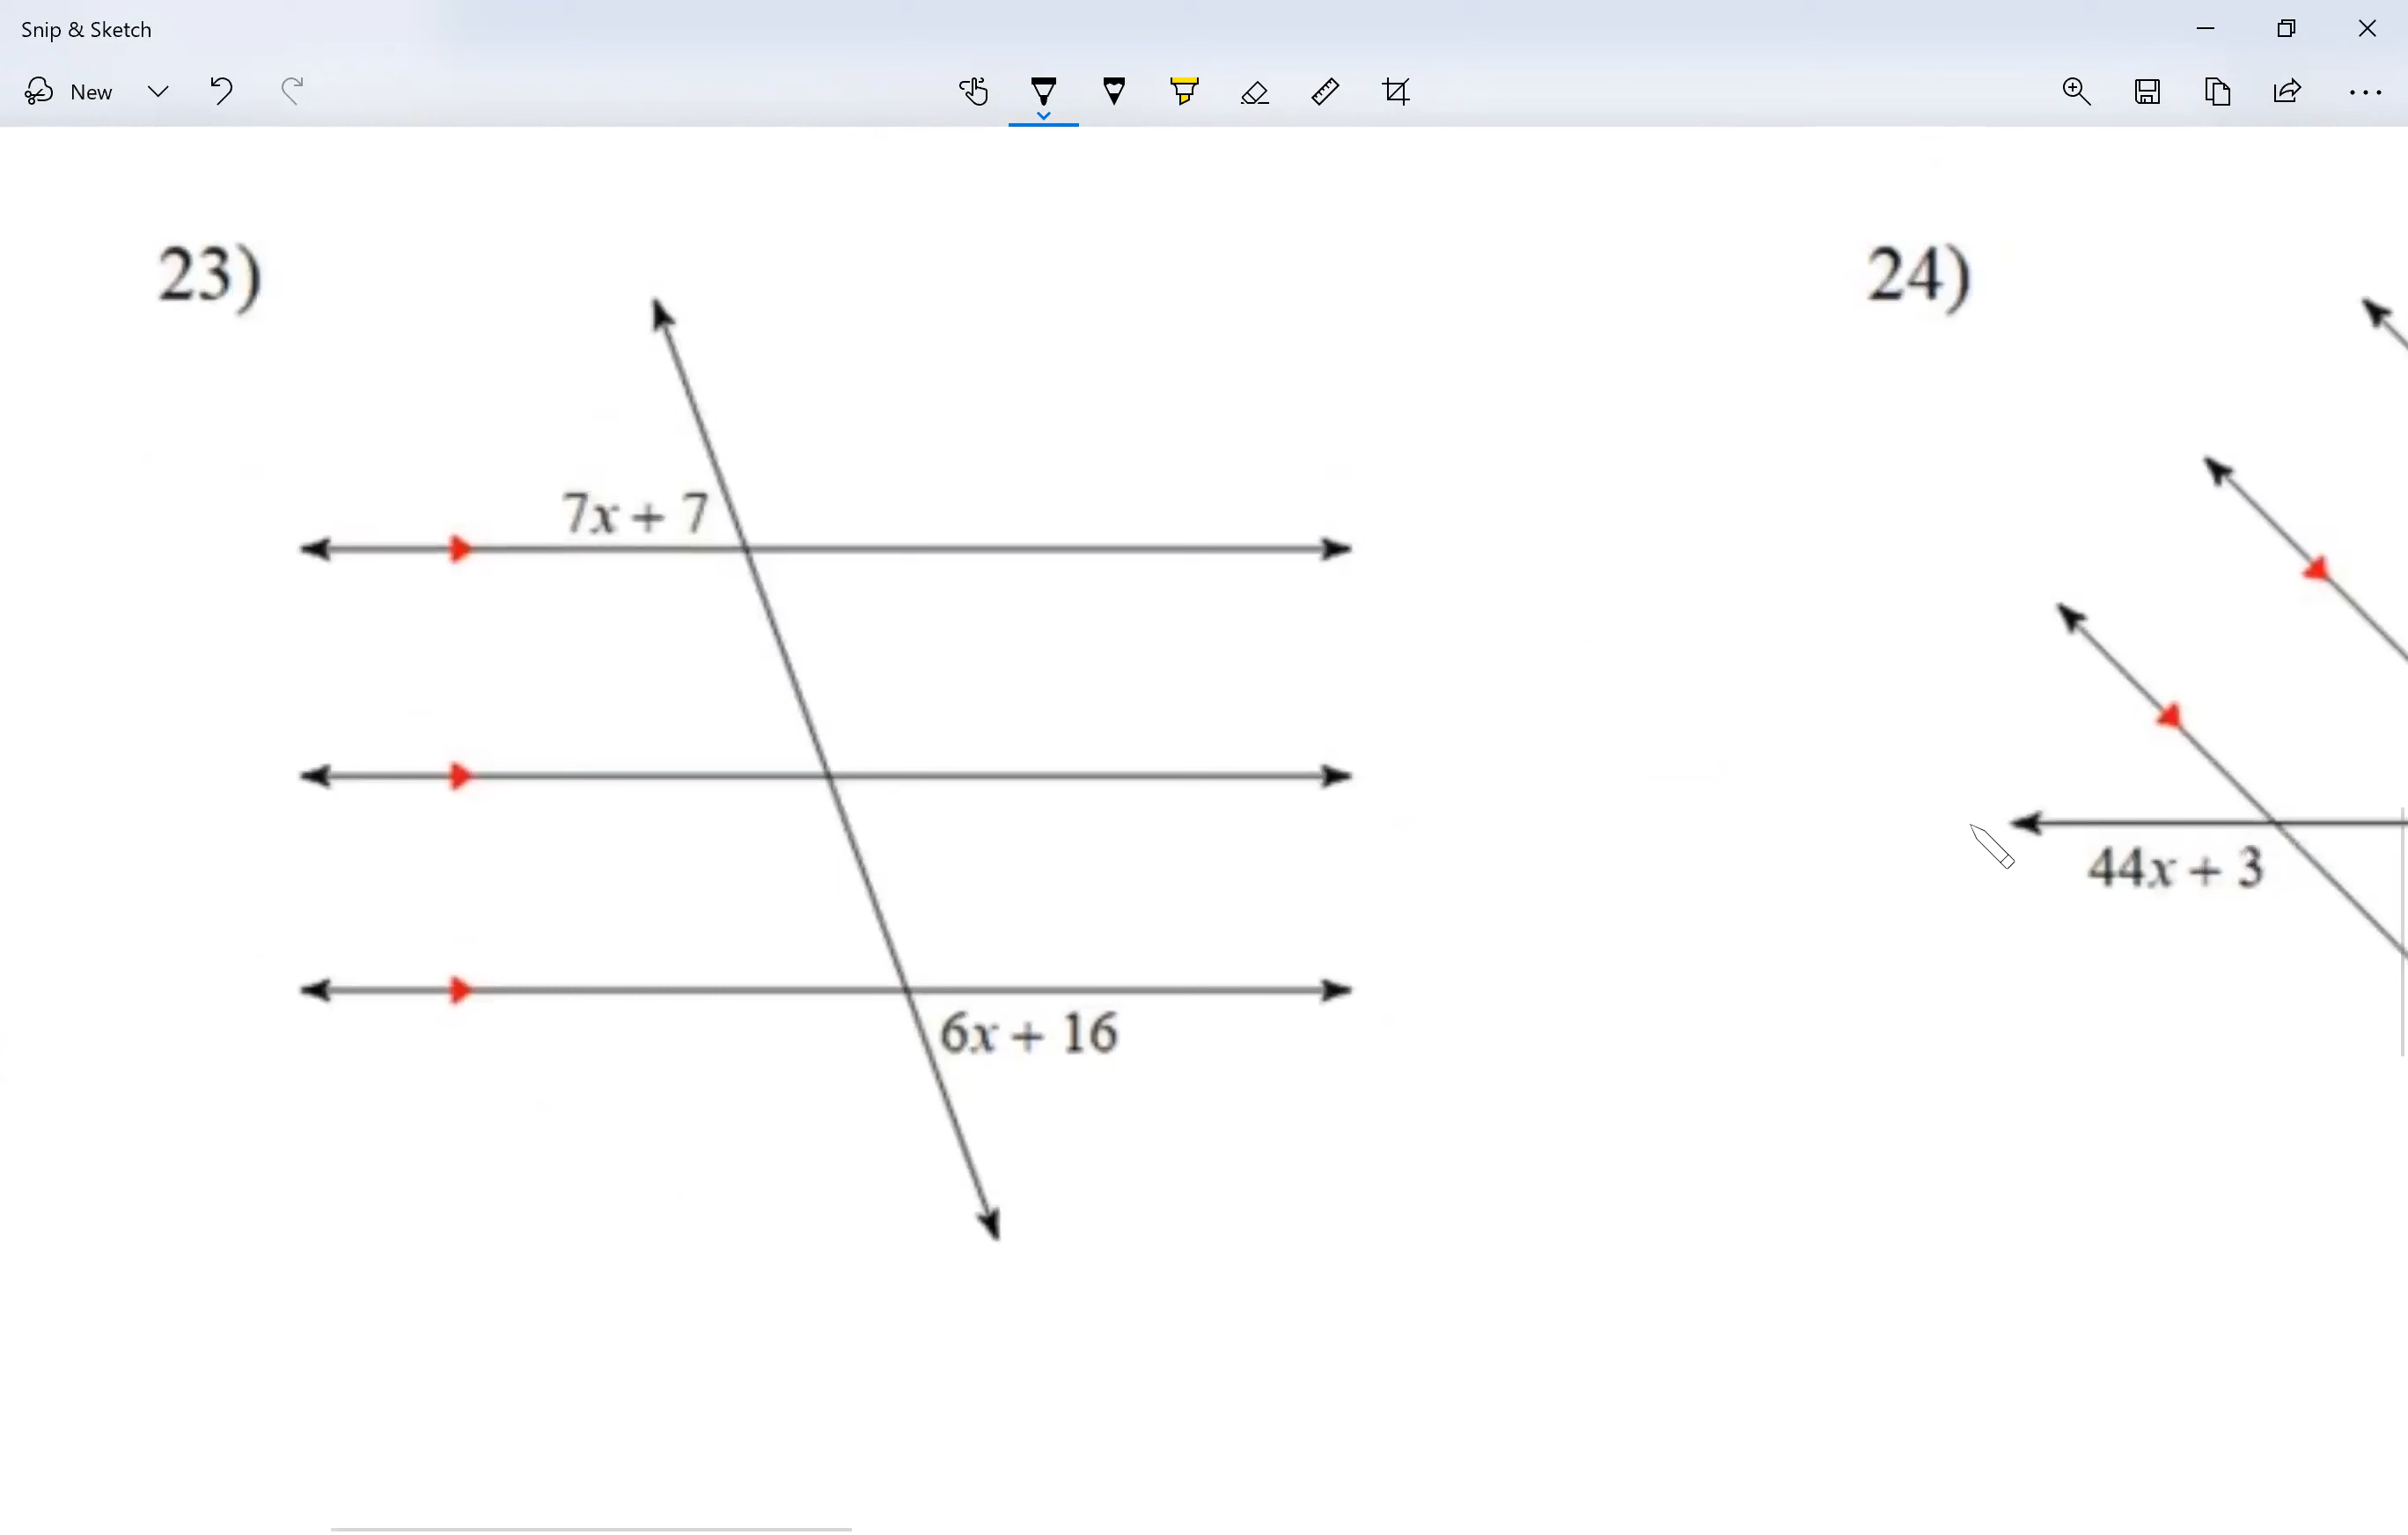 Snip & Sketch
New
23)
24)
7x + 7
44x + 3
6x + 16